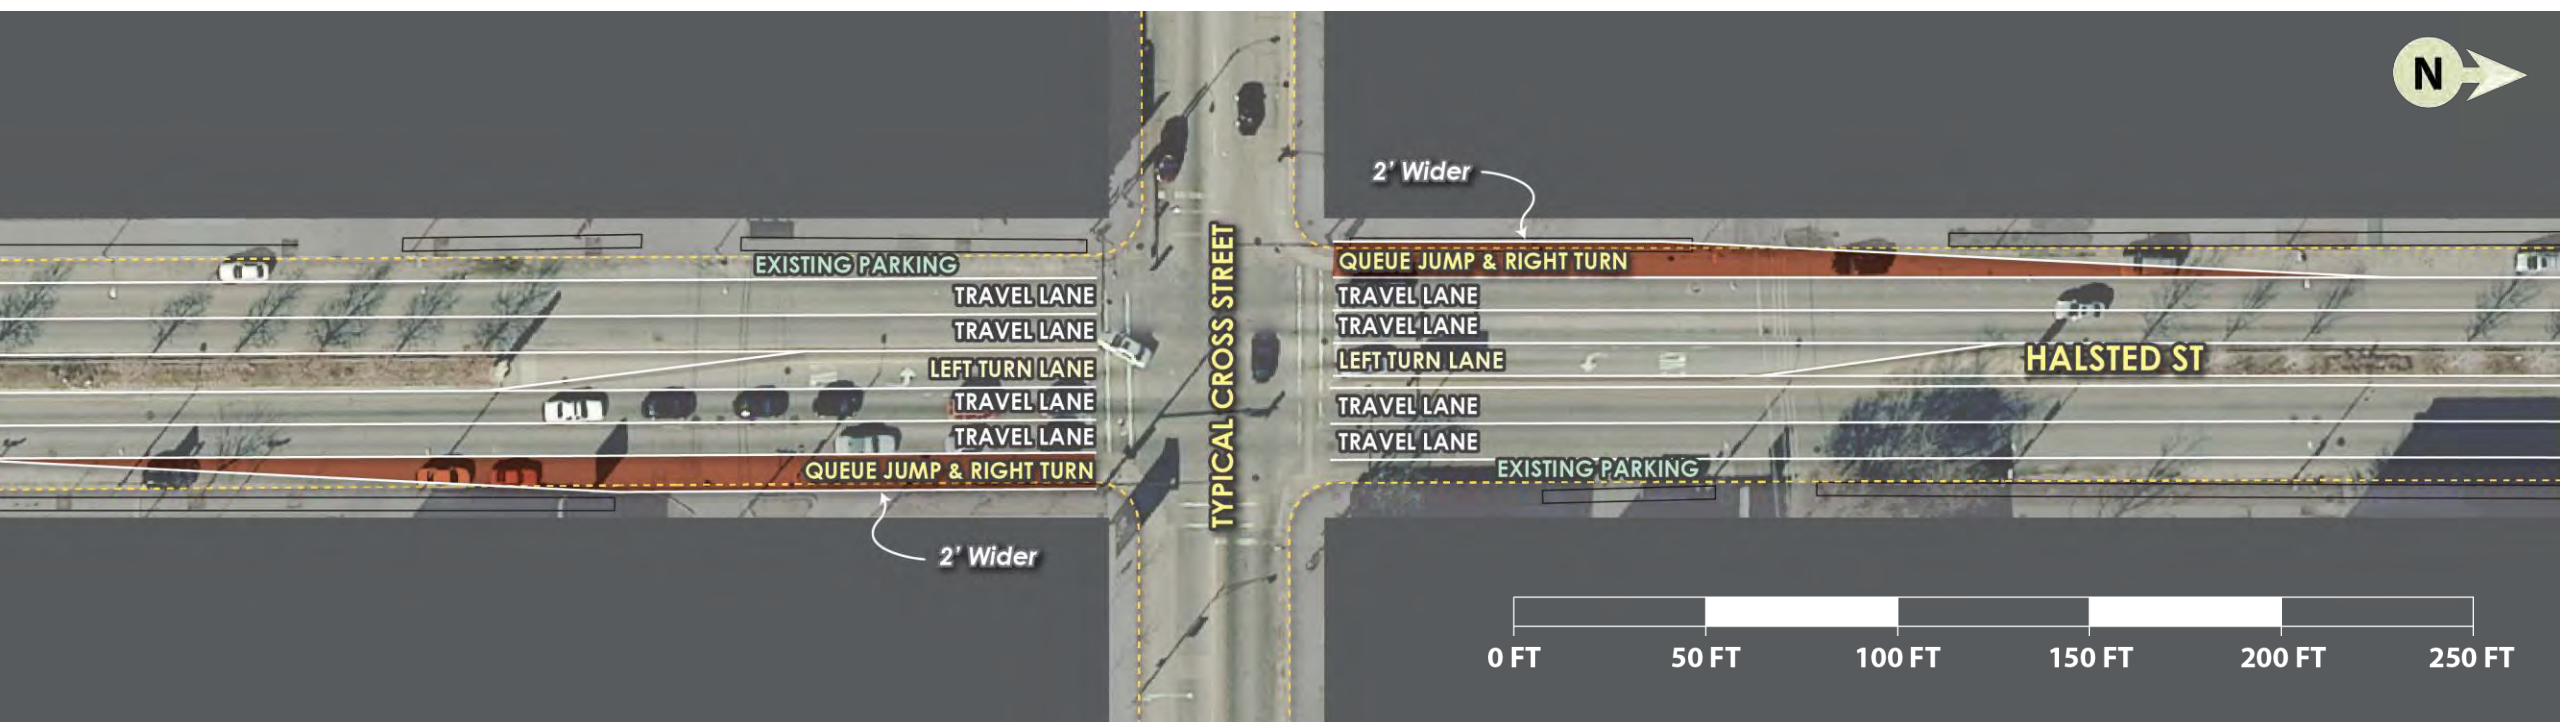 N
2' Wider
EXISTING PARKING
QUEUE JUMP & RIGHT TURN
TRAVEL LANE
TRAVEL LANE
TRAVEL LANE
TRAVEL LANE
LEFT TURN LANE
LEFT TURN LANE
HALSTED ST
TRAVEL LANE
TRAVEL LANE
TRAVEL LANE
TRAVEL LANE
QUEUE JUMP & RIGHT TURN
EXISTING PARKING
TYPICAL CROSS STREET
2' Wider
0 FT
50 FT
100 FT
150 FT
200 FT
250 FT